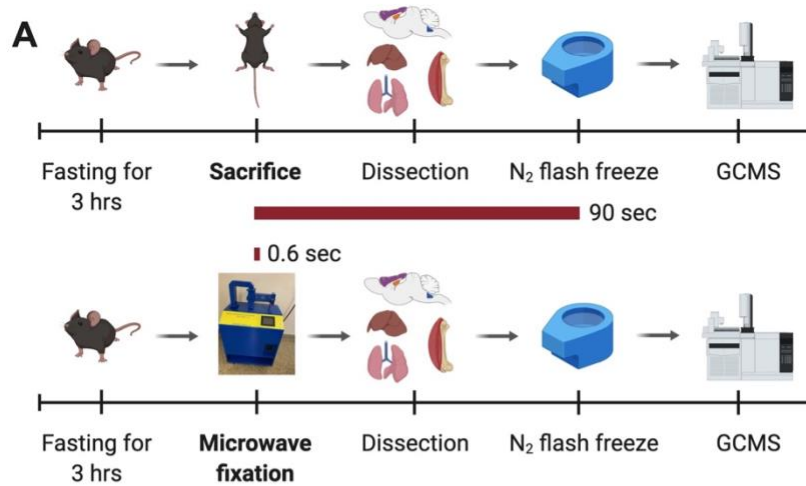 A
Fasting for
3 hrs
Sacrifice
Dissection
N₂ flash freeze
GCMS
90 sec
0.6 sec
Fasting for
3 hrs
Microwave
fixation
Dissection
N₂ flash freeze
GCMS